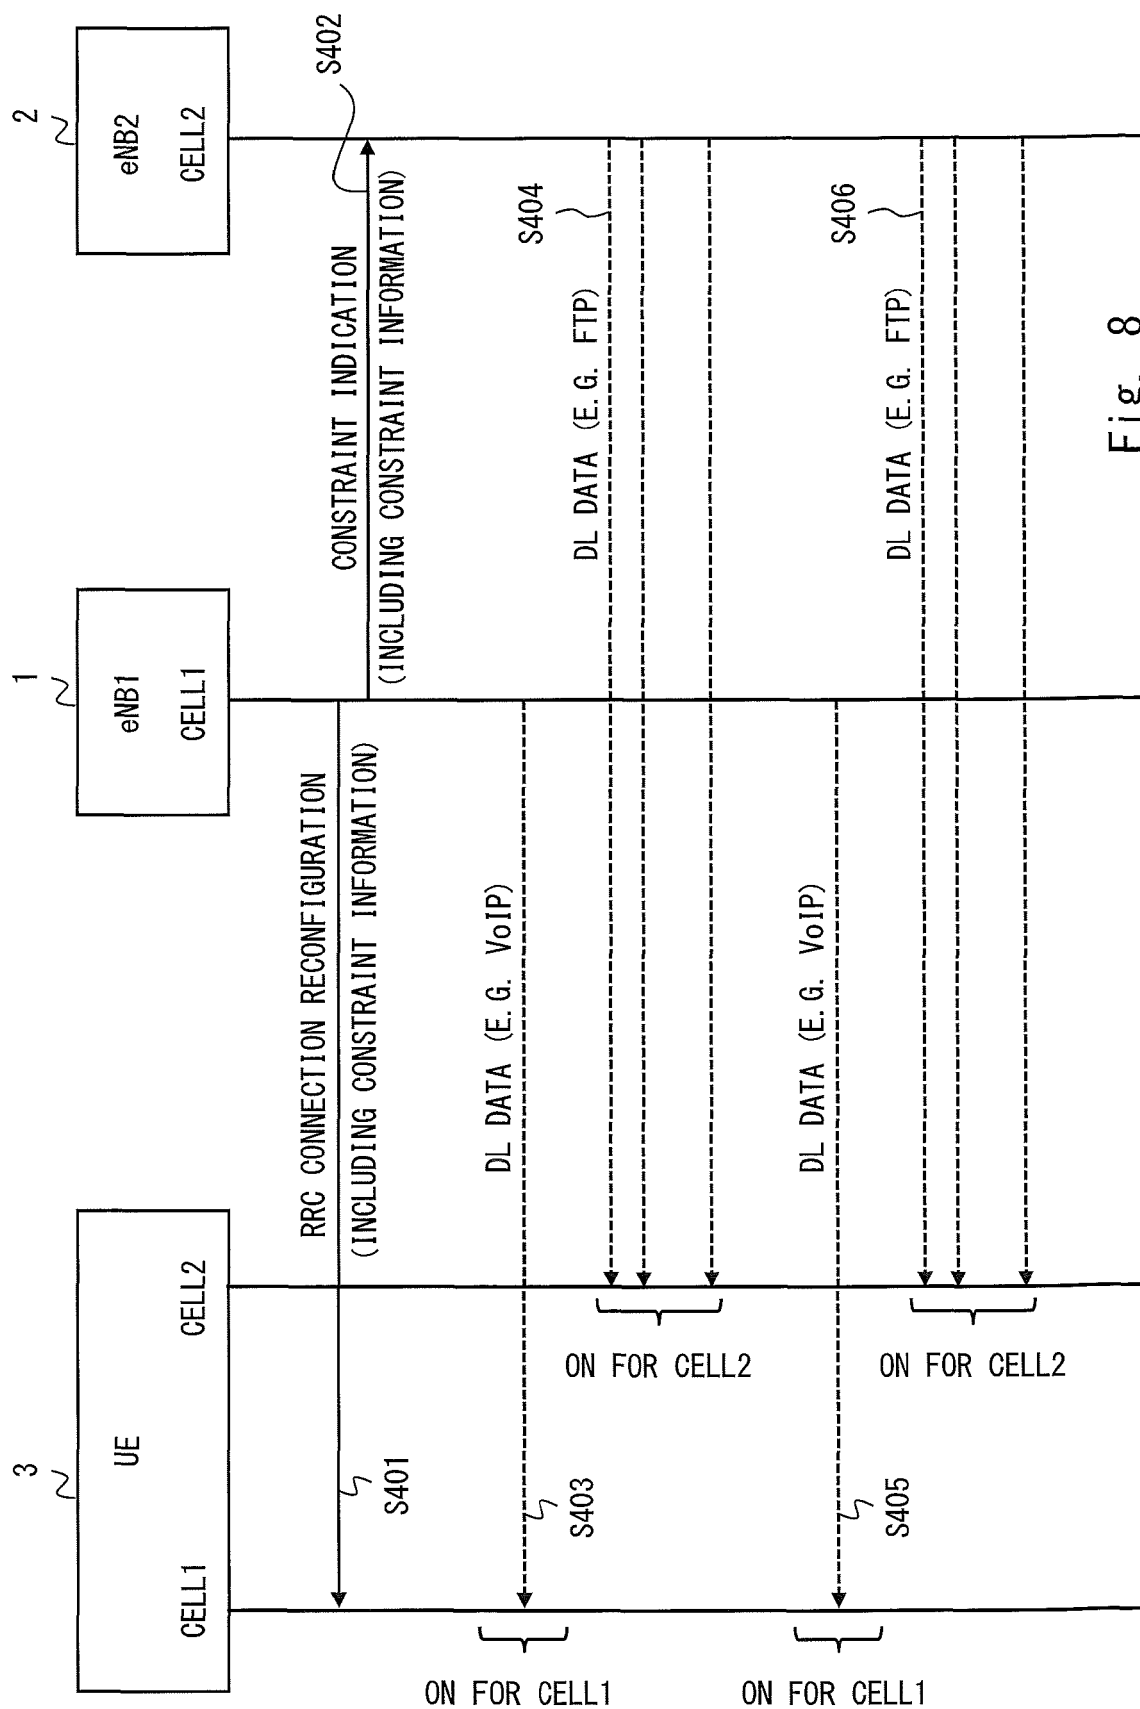 3
UE
CELL1
CELL2
1
eNB1
CELL1
2
eNB2
CELL2
RRC CONNECTION RECONFIGURATION
(INCLUDING CONSTRAINT INFORMATION)
S401
CONSTRAINT INDICATION
(INCLUDING CONSTRAINT INFORMATION)
S402
ON FOR CELL1
DL DATA (E.G. VoIP)
S403
ON FOR CELL2
DL DATA (E.G. FTP)
S404
ON FOR CELL1
DL DATA (E.G. VoIP)
S405
ON FOR CELL2
DL DATA (E.G. FTP)
S406
Fig. 8